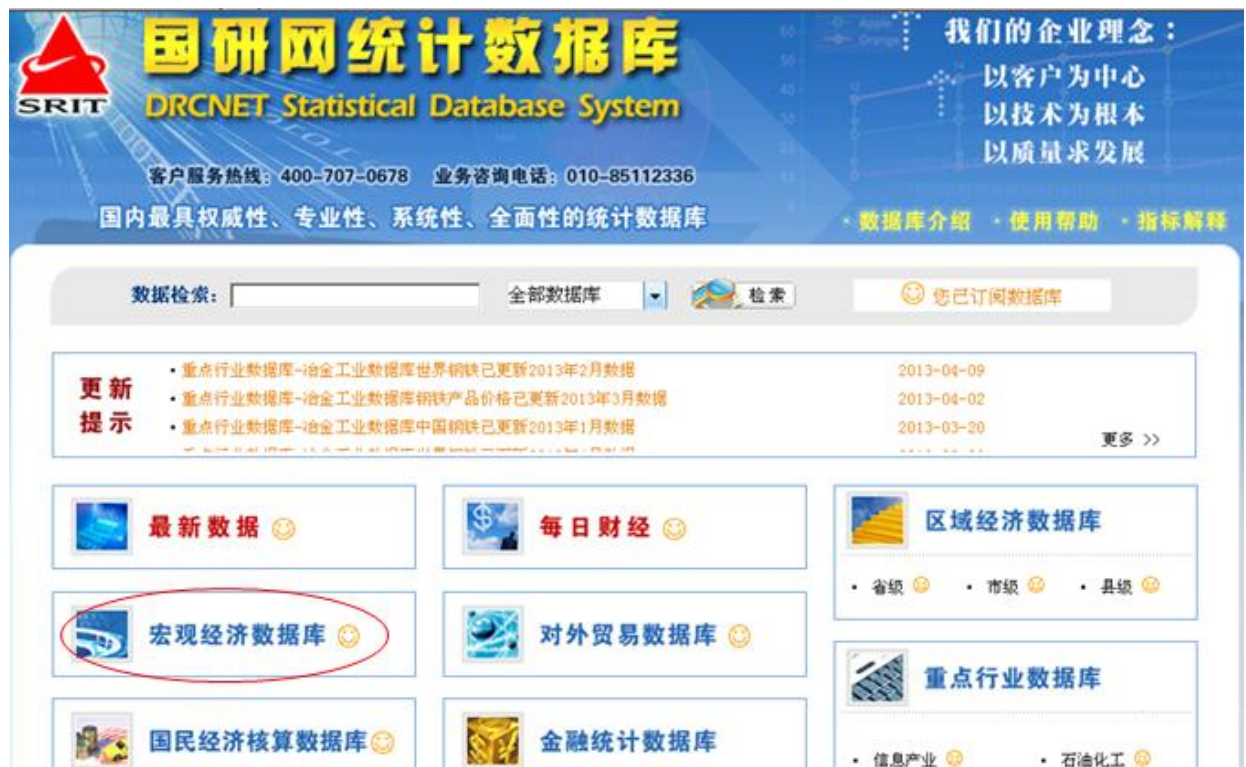 国研网统计数据库
SRIT
DRCNET Statistical Database System
我们的企业理念：
以客户为中心
以技术为根本
以质量求发展
客户服务热线：400-707-0678 业务咨询电话：010-85112336
国内最具权威性、专业性、系统性、全面性的统计数据库
·数据库介绍 ·使用帮助 ·指标解释
数据检索： 全部数据库 检索 您已订阅数据库
更新提示
·重点行业数据库-冶金工业数据库世界钢铁已更新2013年2月数据 2013-04-09
·重点行业数据库-冶金工业数据库钢铁产品价格已更新2013年3月数据 2013-04-02
·重点行业数据库-冶金工业数据库中国钢铁已更新2013年1月数据 2013-03-20
更多 >>
最新数据
每日财经
区域经济数据库
·省级 ·市级 ·县级
宏观经济数据库
对外贸易数据库
重点行业数据库
国民经济核算数据库
金融统计数据库
·信息产业 ·石油化工